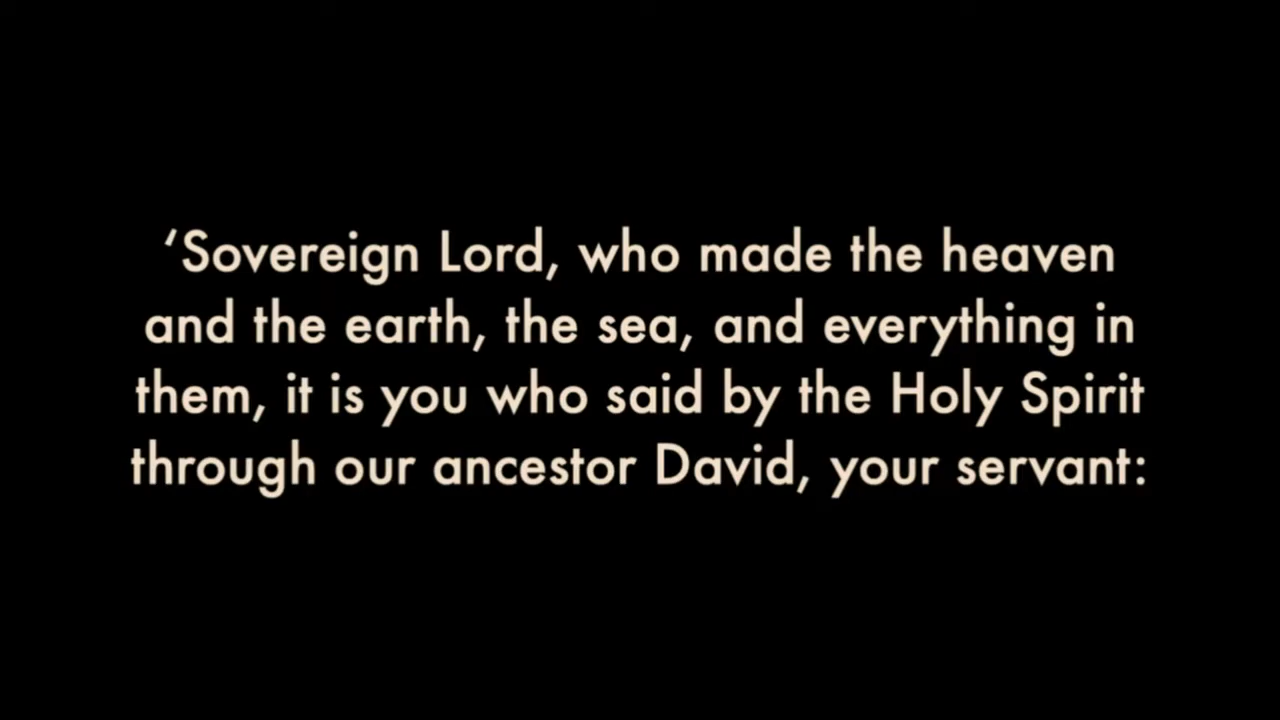 ‘Sovereign Lord, who made the heaven
and the earth, the sea, and everything in
them, it is you who said by the Holy Spirit
through our ancestor David, your servant: